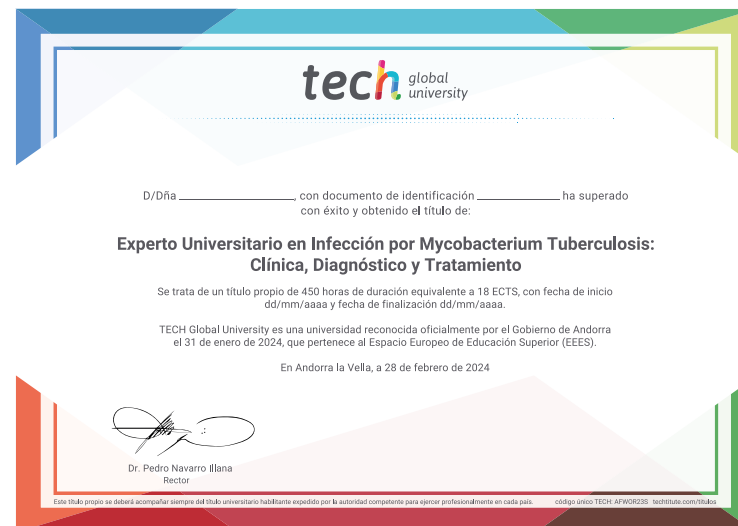 tech global
university
D/Dña ____________, con documento de identificación ____________ ha superado
con éxito y obtenido el título de:
Experto Universitario en Infección por Mycobacterium Tuberculosis:
Clínica, Diagnóstico y Tratamiento
Se trata de un título propio de 450 horas de duración equivalente a 18 ECTS, con fecha de inicio
dd/mm/aaaa y fecha de finalización dd/mm/aaaa.
TECH Global University es una universidad reconocida oficialmente por el Gobierno de Andorra
el 31 de enero de 2024, que pertenece al Espacio Europeo de Educación Superior (EEES).
En Andorra la Vella, a 28 de febrero de 2024
Dr. Pedro Navarro Illana
Rector
Este título propio se deberá acompañar siempre del título universitario habilitante expedido por la autoridad competente para ejercer profesionalmente en cada país. código único TECH: AFWOR23S techtitute.com/titulos